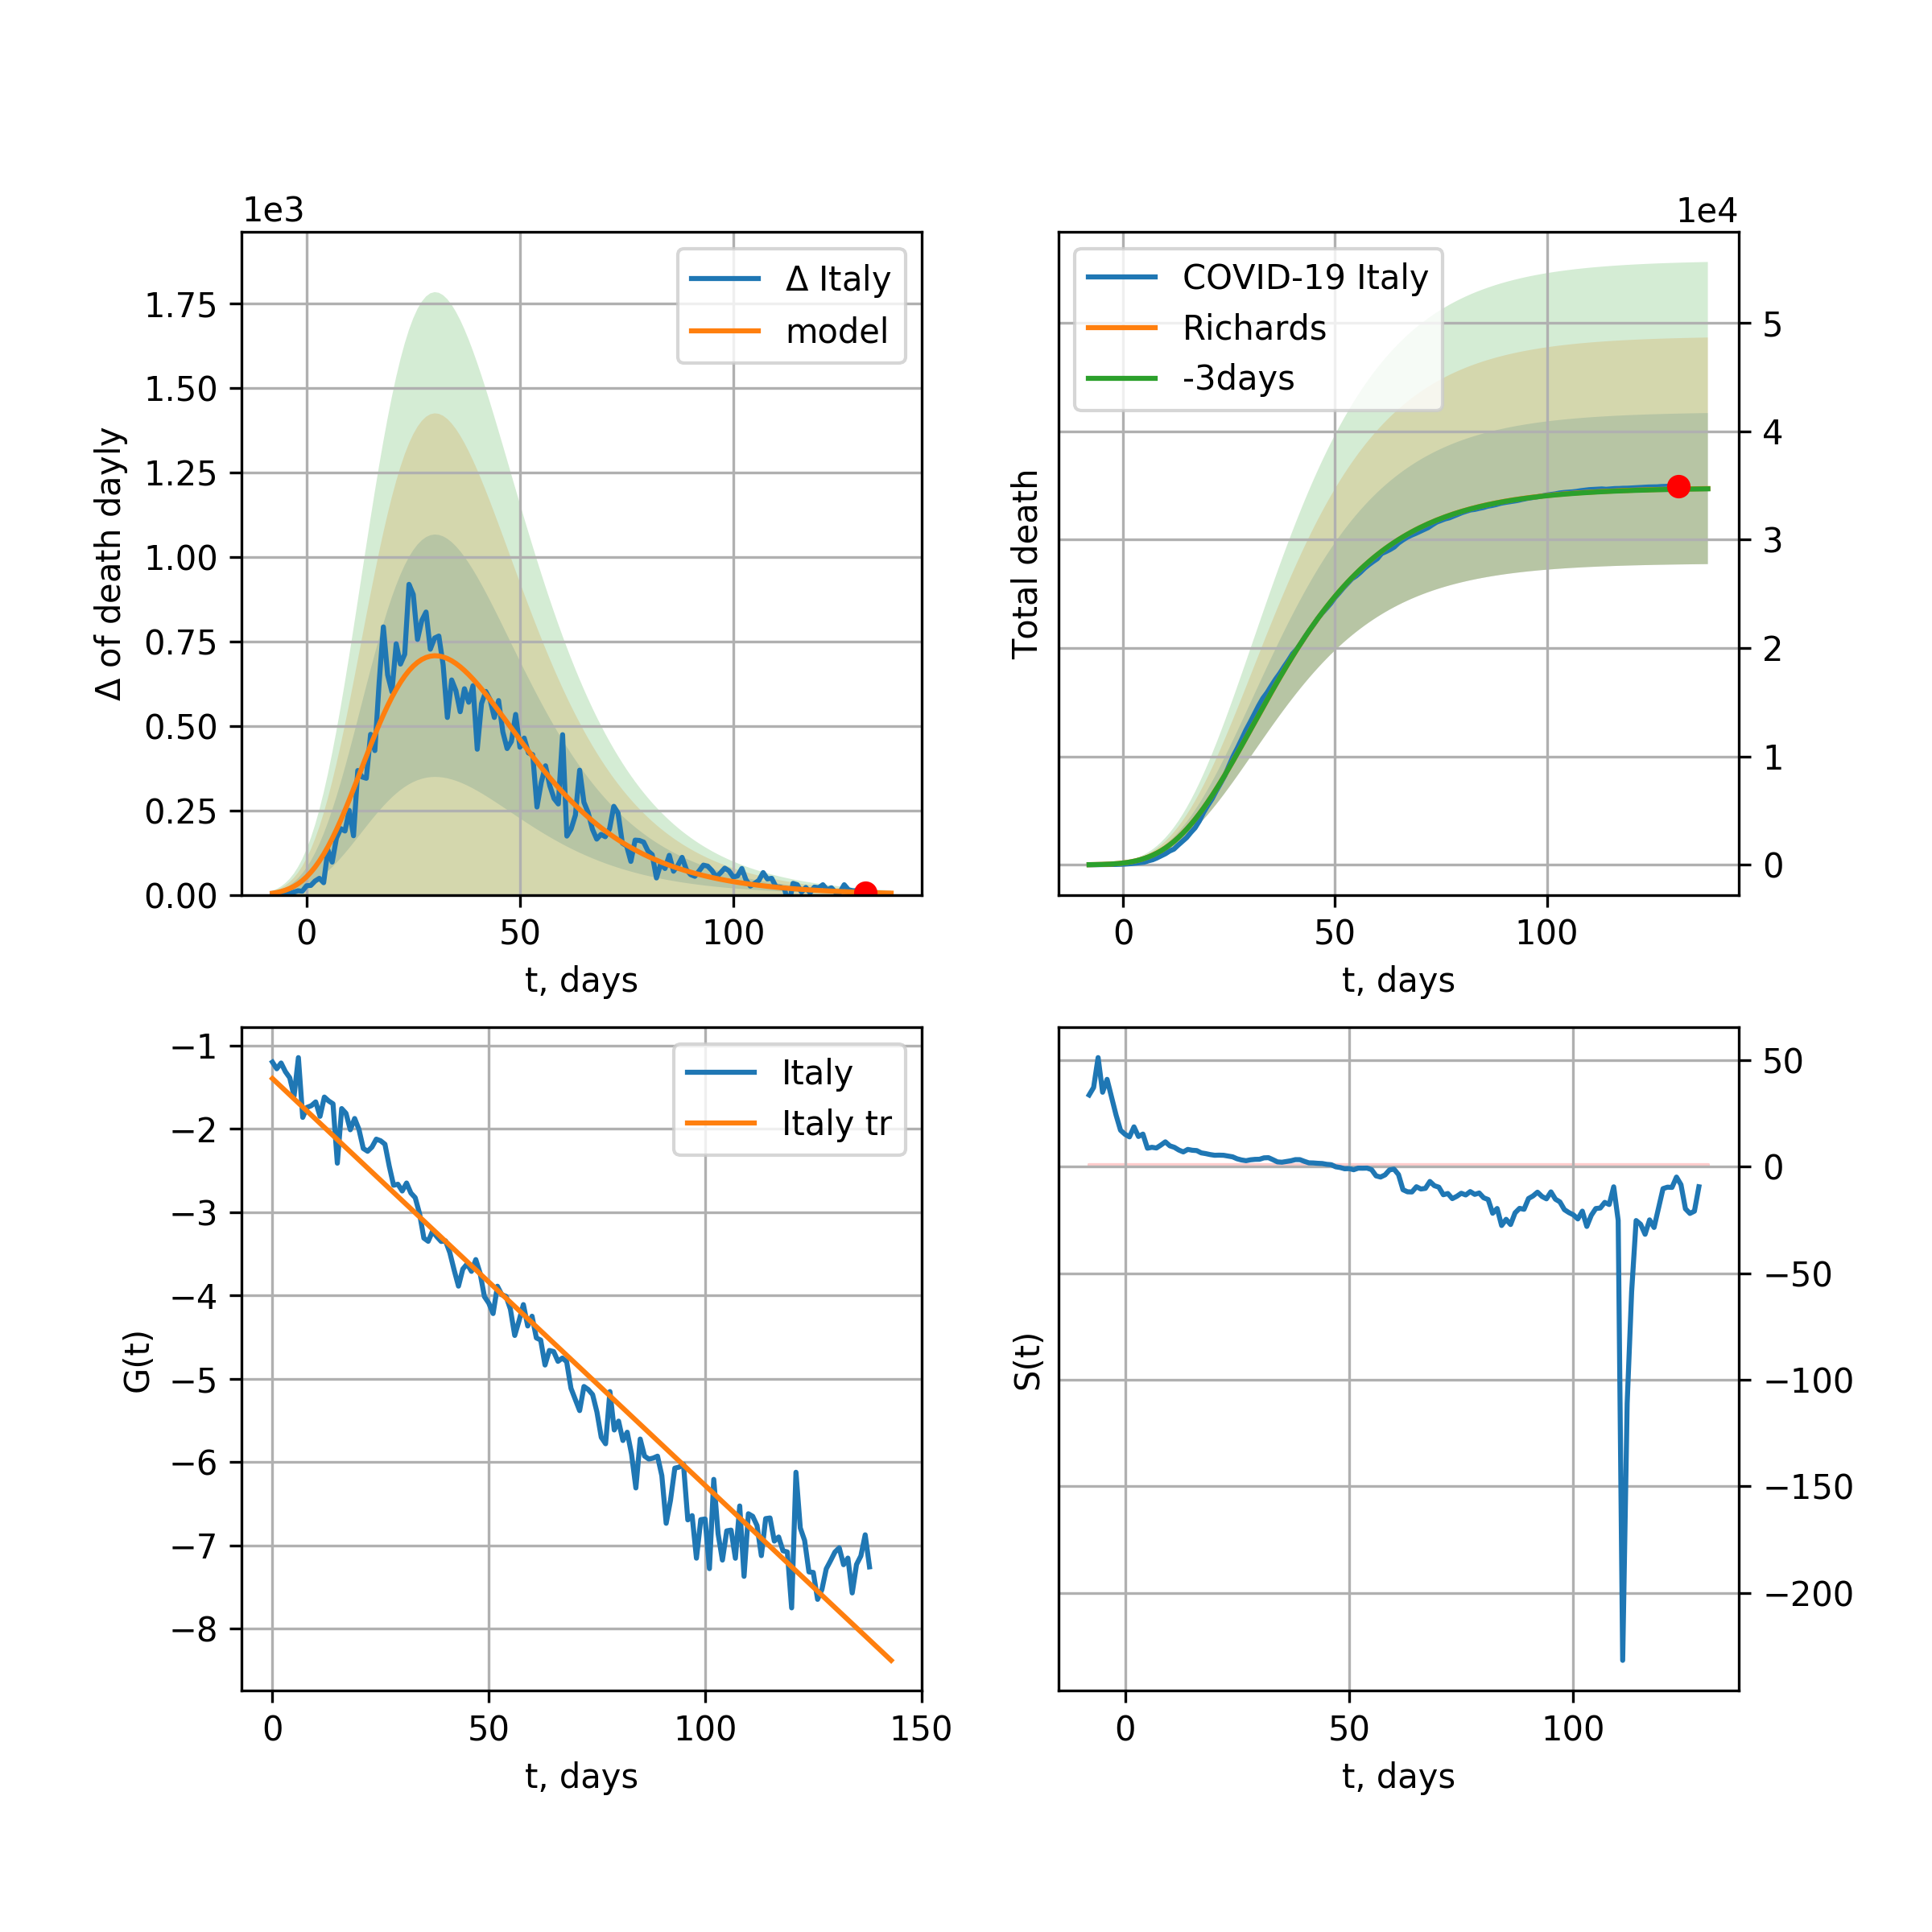 1e3
Δ of death dayly
1.75
1.50
1.25
1.00
0.75
0.50
0.25
0.00
Δ Italy
model
0 50 100
t, days
1e4
Total death
COVID-19 Italy
Richards
-3days
5
4
3
2
1
0
0 50 100
t, days
G(t)
−1
−2
−3
−4
−5
−6
−7
−8
Italy
Italy tr
0 50 100 150
t, days
S(t)
50
0
−50
−100
−150
−200
0 50 100
t, days